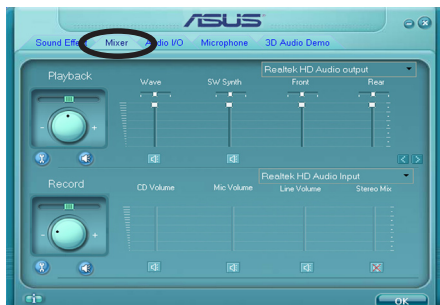 ASUS
Sound Effect Mixer Audio I/O Microphone 3D Audio Demo
Playback
Realtek HD Audio output
Wave SW Synth Front Rear
- +
Record
Realtek HD Audio Input
CD Volume Mic Volume Line Volume Stereo Mix
- +
OK